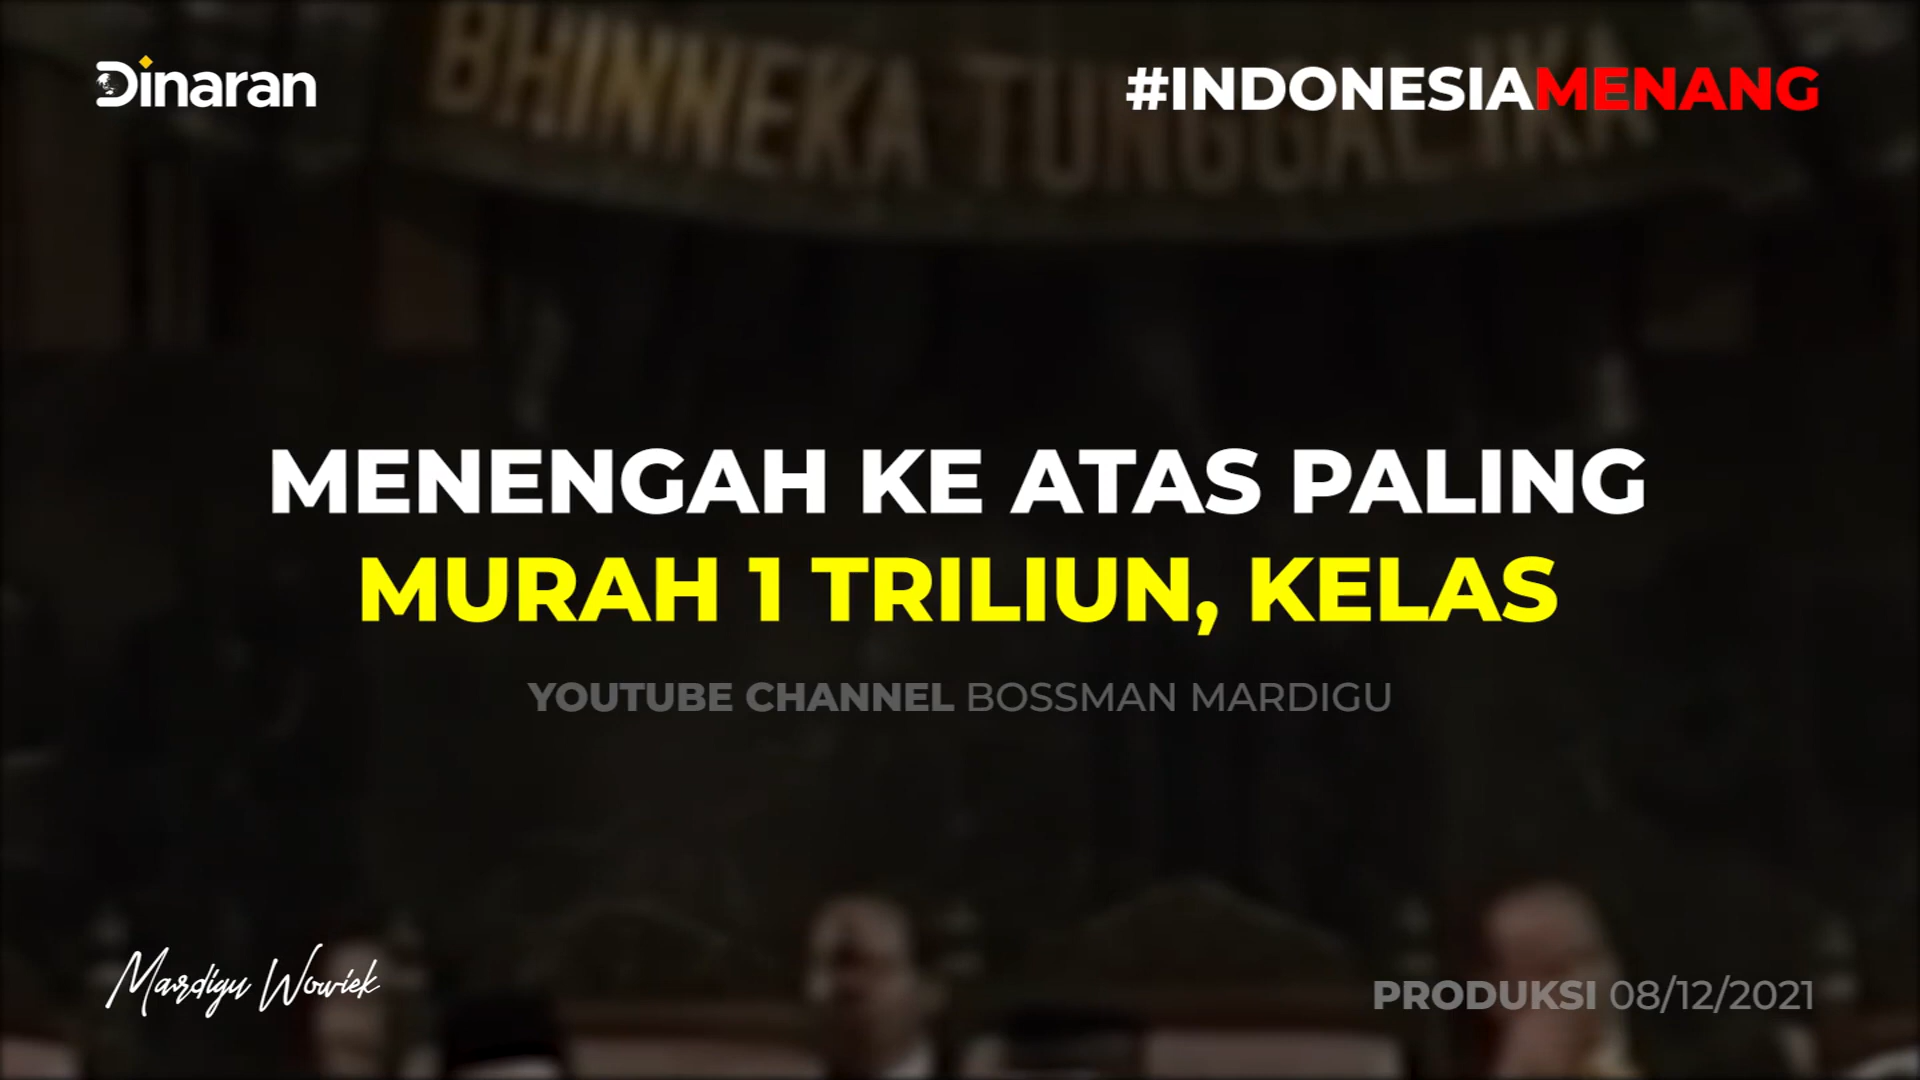 BHINNEKA TUNGGAL IKA
Dinaran
#INDONESIAMENANG
MENENGAH KE ATAS PALING
MURAH 1 TRILIUN, KELAS
YOUTUBE CHANNEL BOSSMAN MARDIGU
Mardigu Wowiek
PRODUKSI 08/12/2021